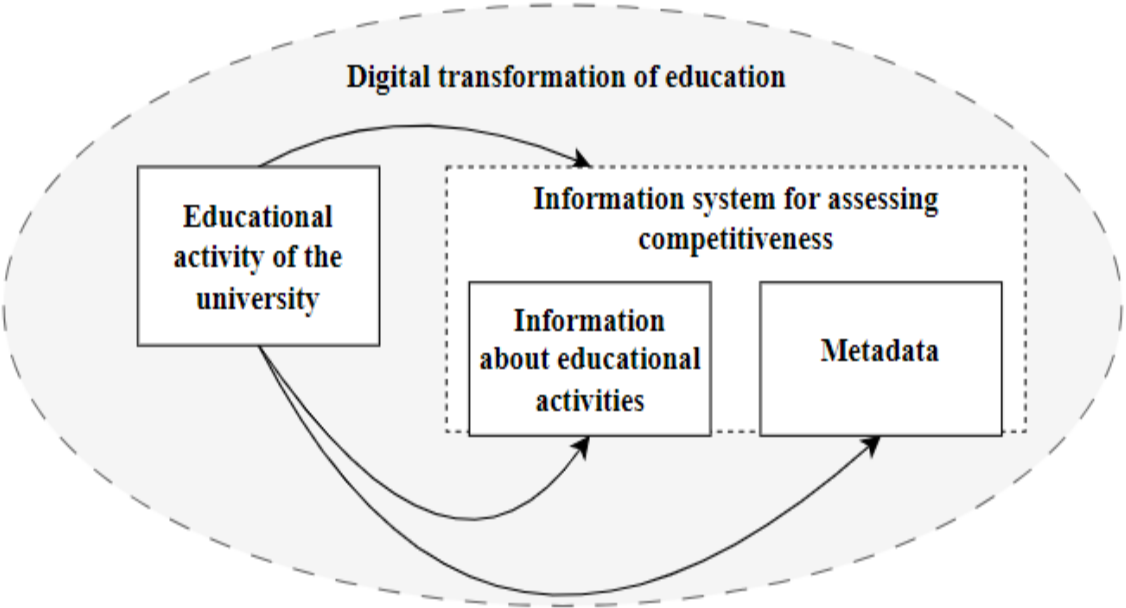 Digital transformation of education
Educational
activity of the
university
Information system for assessing
competitiveness
Information
about educational
activities
Metadata